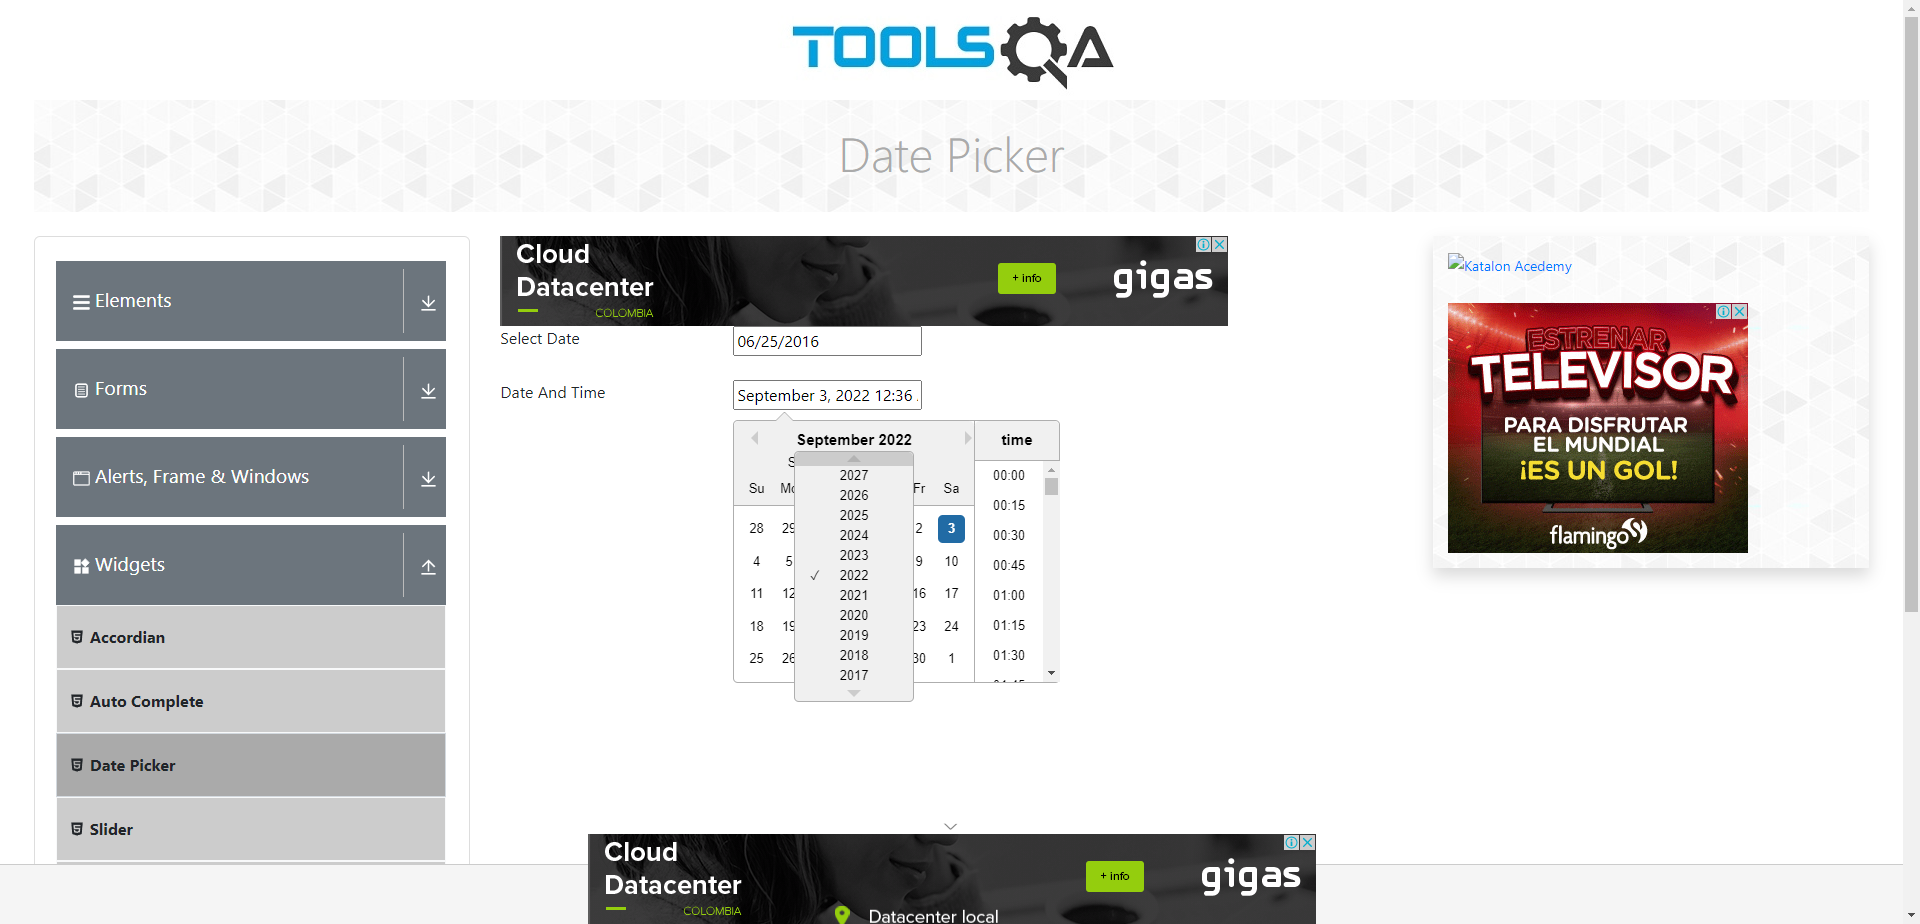 TOOLSQA
Date Picker
Elements
Forms
Alerts, Frame & Windows
Widgets
Accordian
Auto Complete
Date Picker
Slider
Cloud
Datacenter
COLOMBIA
+ info
gigas
Select Date
06/25/2016
Date And Time
September 3, 2022 12:36
September 2022
time
Su
Fr
Sa
28
29
2
3
4
5
9
10
11
12
16
17
18
19
23
24
25
26
30
1
2027
2026
2025
2024
2023
✓ 2022
2021
2020
2019
2018
2017
00:00
00:15
00:30
00:45
01:00
01:15
01:30
Katalon Acedemy
ESTRENAR
TELEVISOR
PARA DISFRUTAR
EL MUNDIAL
¡ES UN GOL!
flamingo
Cloud
Datacenter
COLOMBIA
Datacenter local
+ info
gigas